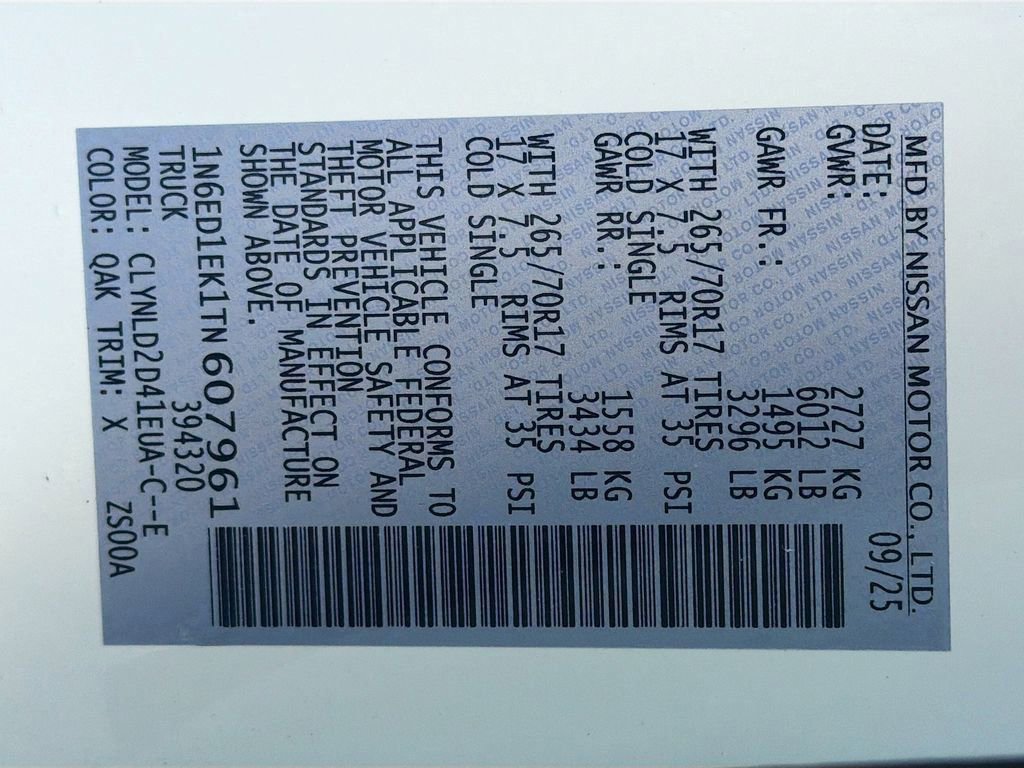 MFD BY NISSAN MOTOR CO., LTD.
DATE: 09/25
GVWR: 2727 KG
6012 LB
GAWR FR.: 1495 KG
3296 LB
WITH 265/70R17 TIRES
17 X 7.5 RIMS AT 35 PSI
COLD SINGLE
GAWR RR.: 1558 KG
3434 LB
WITH 265/70R17 TIRES
17 X 7.5 RIMS AT 35 PSI
COLD SINGLE
THIS VEHICLE CONFORMS TO
ALL APPLICABLE FEDERAL
MOTOR VEHICLE SAFETY AND
THEFT PREVENTION
STANDARDS IN EFFECT ON
THE DATE OF MANUFACTURE
SHOWN ABOVE.
1N6ED1EK1TN607961
TRUCK 394320
MODEL: CLYNLD2D41EUA-C--E
COLOR: QAK TRIM: X ZS00A